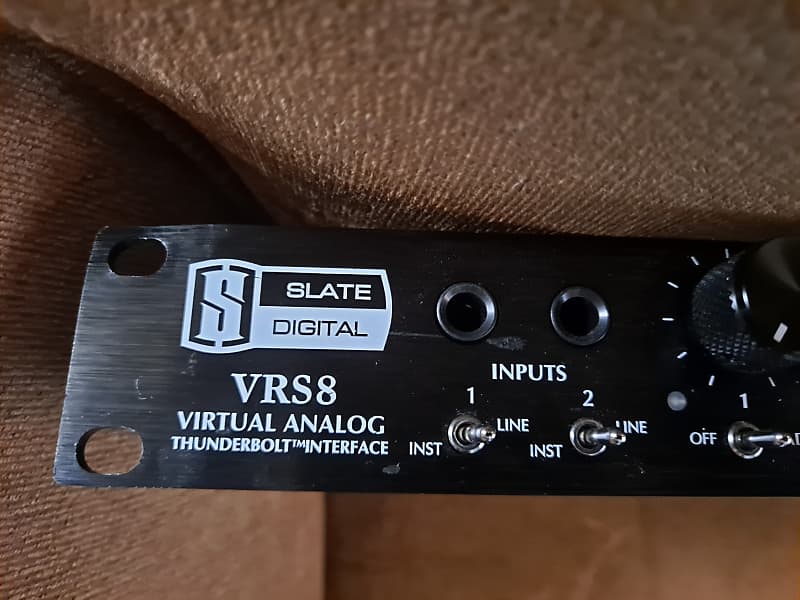 S SLATE
DIGITAL
VRS8
VIRTUAL ANALOG
THUNDERBOLT™INTERFACE
INPUTS
1 2
INST LINE INST LINE
1
OFF